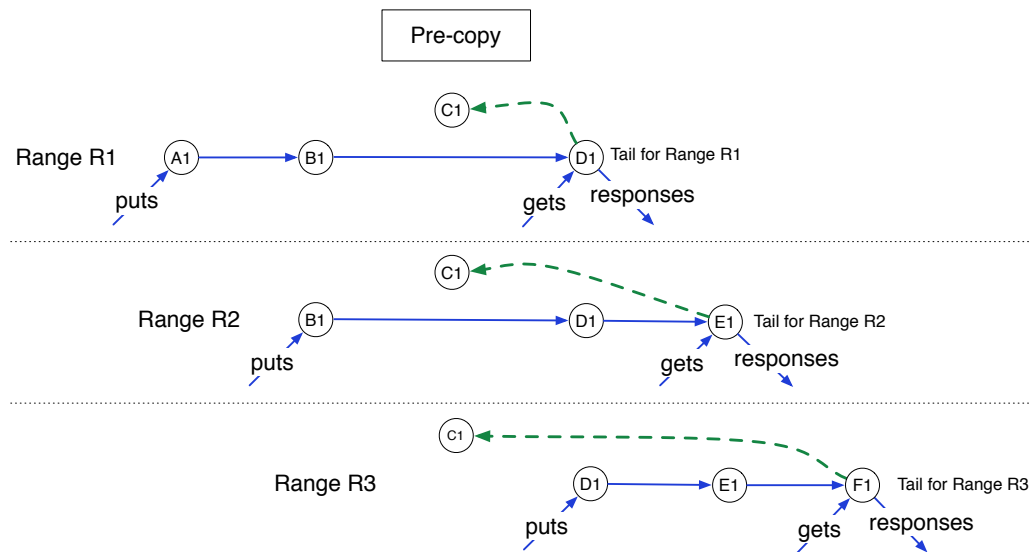 Pre-copy
C1
Range R1
A1
B1
D1
Tail for Range R1
puts
gets
responses
C1
Range R2
B1
D1
E1
Tail for Range R2
puts
gets
responses
C1
Range R3
D1
E1
F1
Tail for Range R3
puts
gets
responses